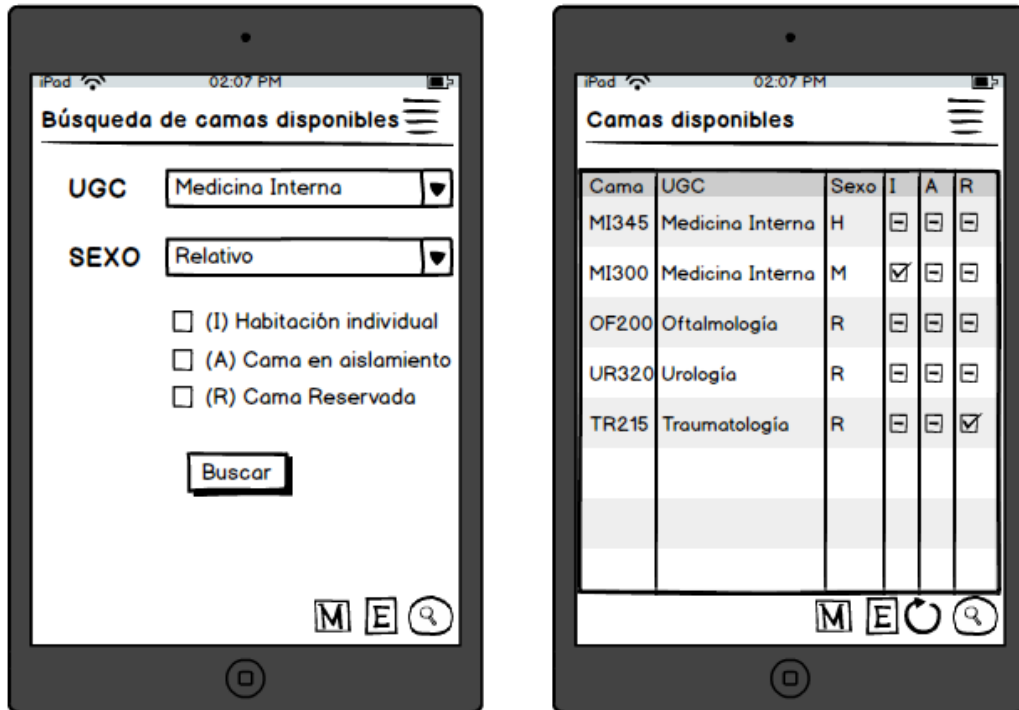 iPad 02:07 PM
Búsqueda de camas disponibles
UGC Medicina Interna
SEXO Relativo
(I) Habitación individual
(A) Cama en aislamiento
(R) Cama Reservada
Buscar
M E
iPad 02:07 PM
Camas disponibles
Cama UGC Sexo I A R
MI345 Medicina Interna H
MI300 Medicina Interna M
OF200 Oftalmología R
UR320 Urología R
TR215 Traumatología R
M E